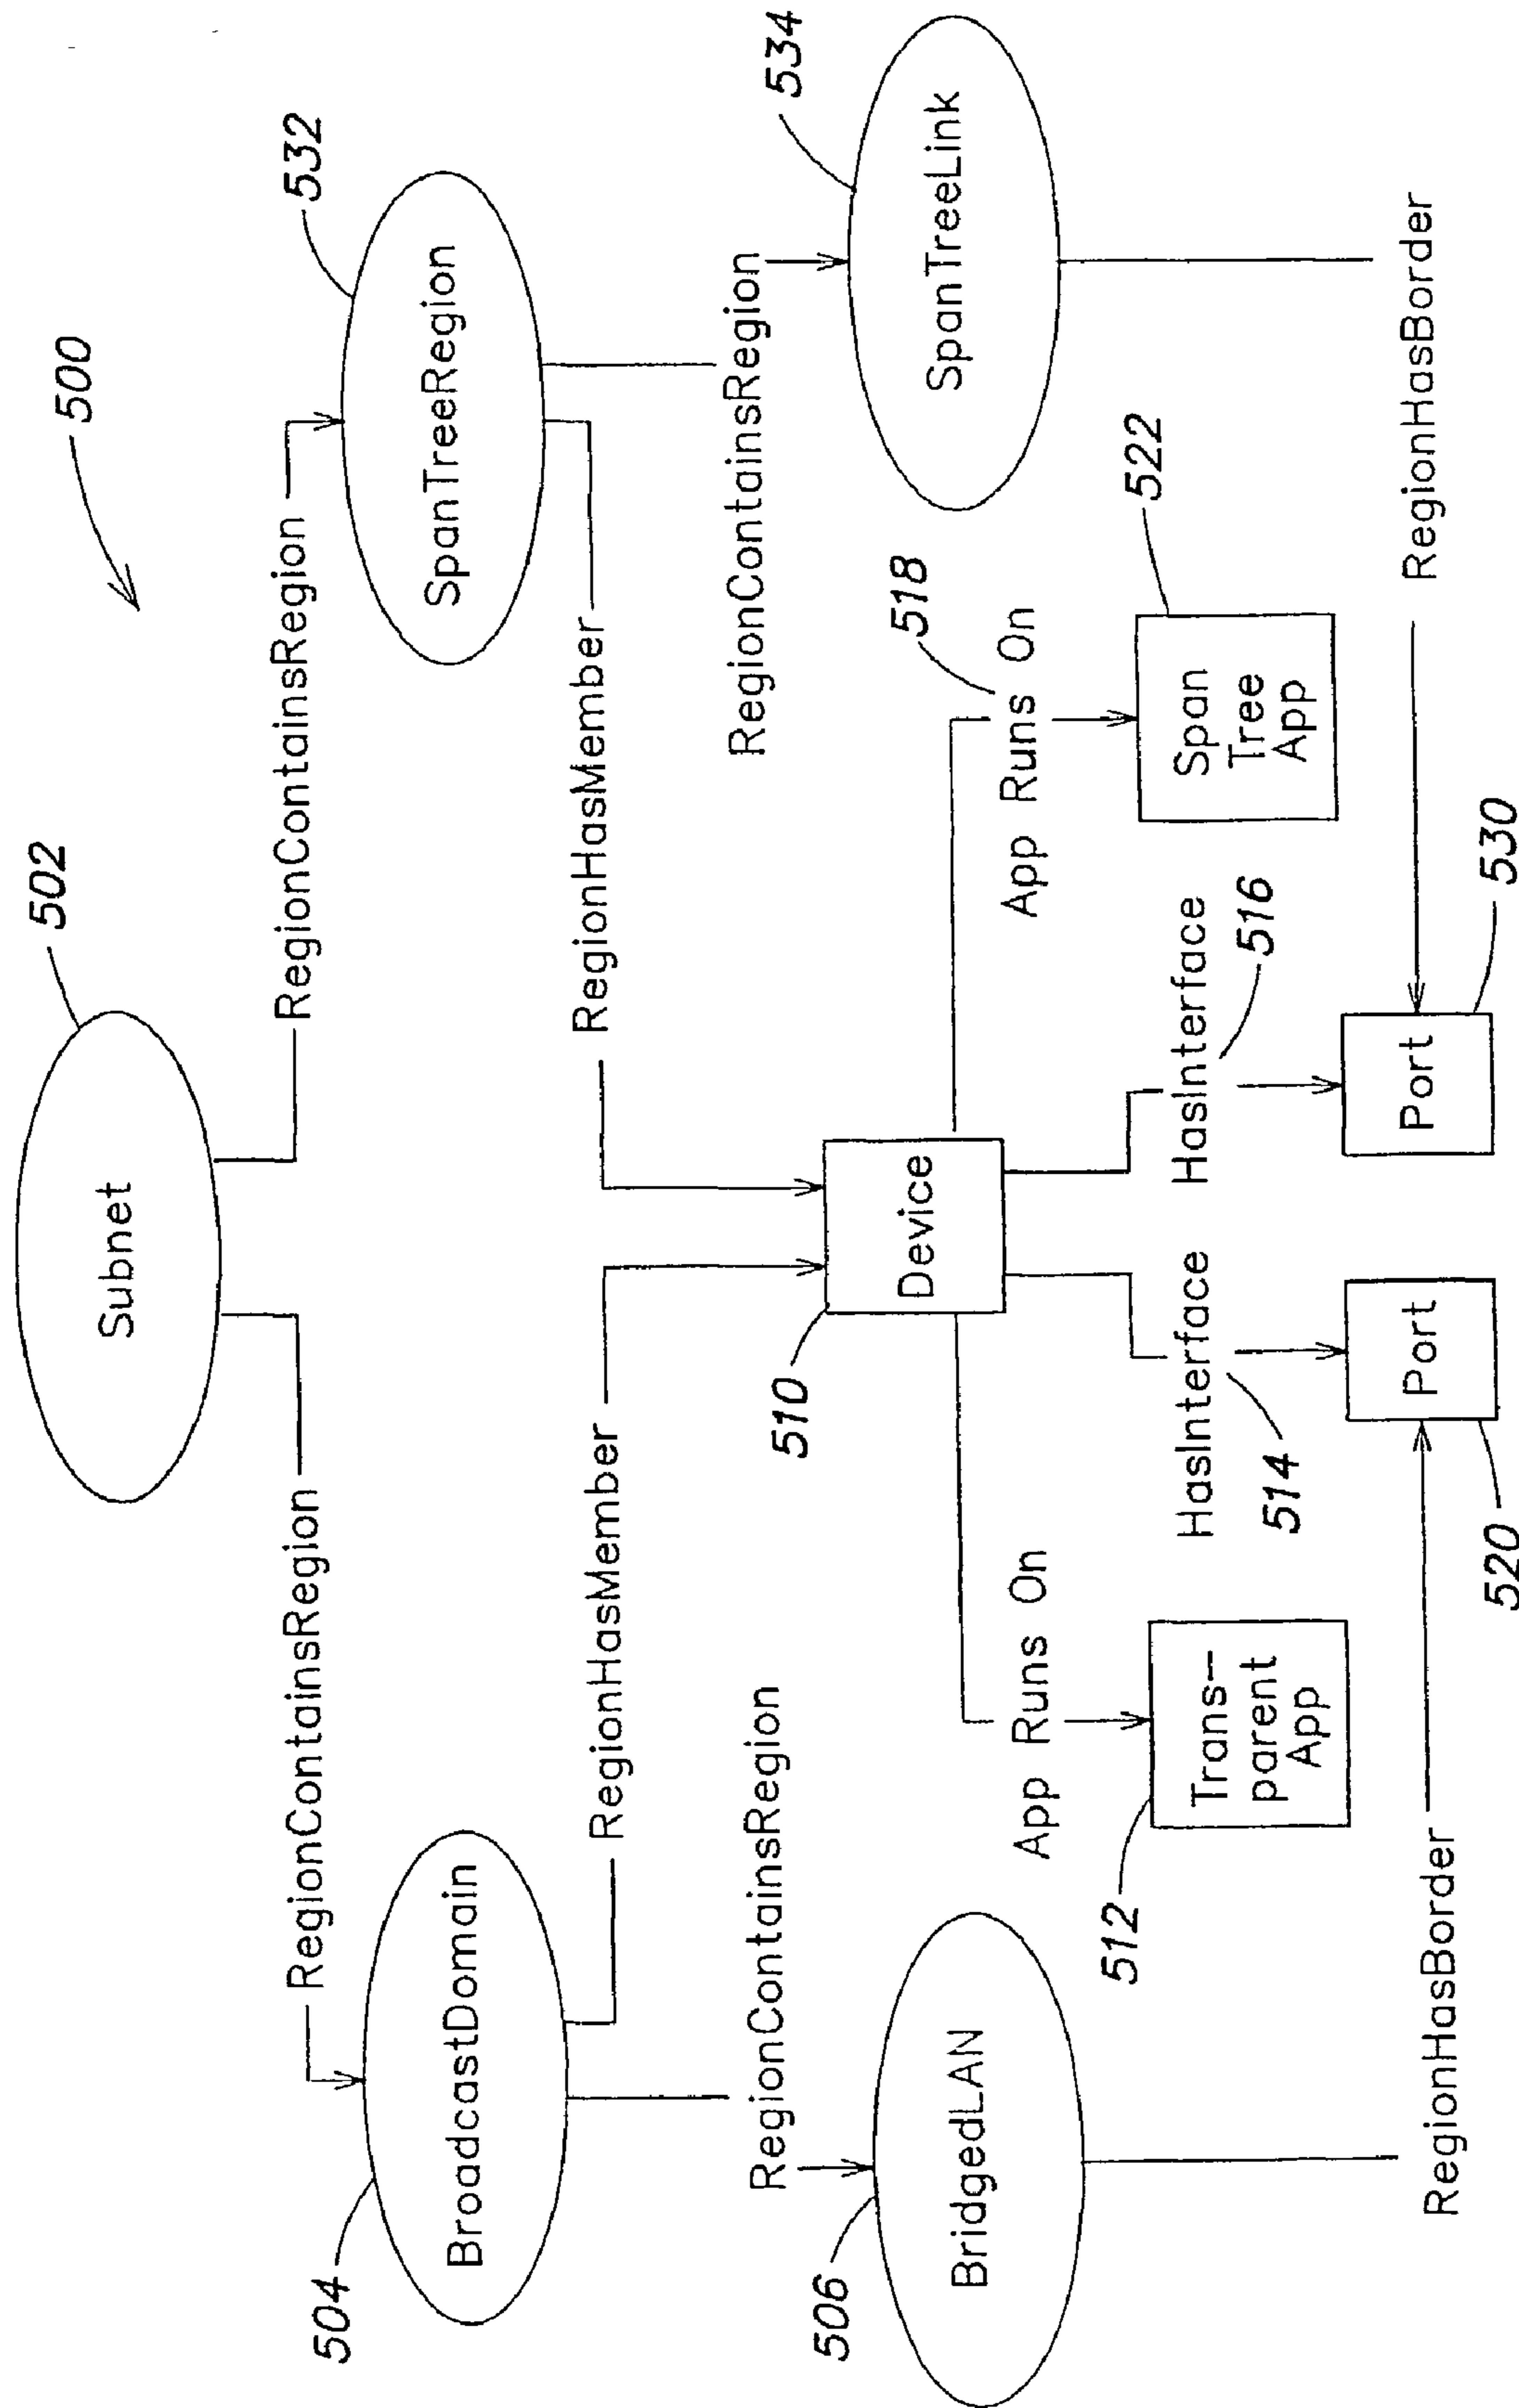 500
Subnet
502
RegionContainsRegion
RegionContainsRegion
504
BroadcastDomain
SpanTreeRegion
532
RegionHasMember
RegionHasMember
RegionContainsRegion
RegionContainsRegion
506
BridgedLAN
510
Device
SpanTreeLink
534
App Runs On
App Runs On
518
512
Trans–
parent
App
HasInterface
514
HasInterface
516
Span
Tree
App
522
RegionHasBorder
Port
520
Port
530
RegionHasBorder